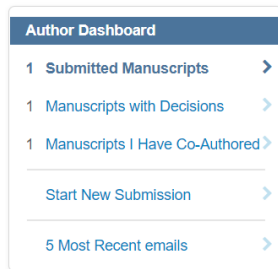 Author Dashboard
1 Submitted Manuscripts
1 Manuscripts with Decisions
1 Manuscripts I Have Co-Authored
Start New Submission
5 Most Recent emails